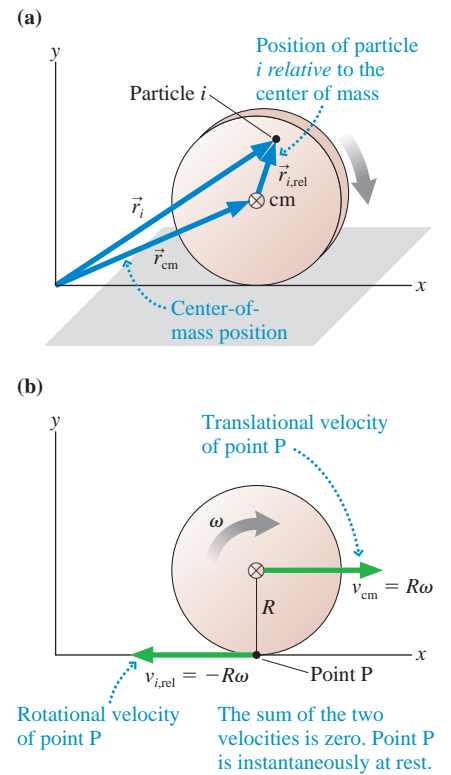 (a)
y
Position of particle
i relative to the
center of mass
Particle i
r⃗i,rel
cm
r⃗i
r⃗cm
x
Center-of-
mass position
(b)
y
Translational velocity
of point P
ω
vcm = Rω
R
x
vi,rel = −Rω
Point P
Rotational velocity
of point P
The sum of the two
velocities is zero. Point P
is instantaneously at rest.